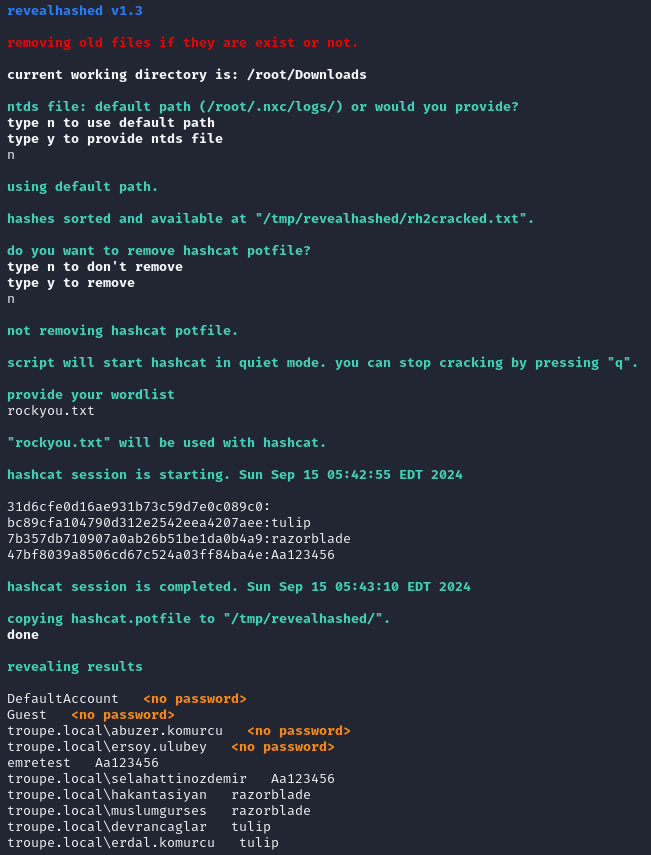 revealhashed v1.3
removing old files if they are exist or not.
current working directory is: /root/Downloads
ntds file: default path (/root/.nxc/logs/) or would you provide?
type n to use default path
type y to provide ntds file
n
using default path.
hashes sorted and available at "/tmp/revealhashed/rh2cracked.txt".
do you want to remove hashcat potfile?
type n to don't remove
type y to remove
n
not removing hashcat potfile.
script will start hashcat in quiet mode. you can stop cracking by pressing "q".
provide your wordlist
rockyou.txt
"rockyou.txt" will be used with hashcat.
hashcat session is starting. Sun Sep 15 05:42:55 EDT 2024
31d6cfe0d16ae931b73c59d7e0c089c0:
bc89cfa104790d312e2542eea4207aee:tulip
7b357db710907a0ab26b51be1da0b4a9:razorblade
47bf8039a8506cd67c524a03ff84ba4e:Aa123456
hashcat session is completed. Sun Sep 15 05:43:10 EDT 2024
copying hashcat.potfile to "/tmp/revealhashed/".
done
revealing results
DefaultAccount   <no password>
Guest   <no password>
troupe.local\abuzer.komurcu   <no password>
troupe.local\ersoy.ulubey   <no password>
emretest   Aa123456
troupe.local\selahattinozdemir   Aa123456
troupe.local\hakantasiyan   razorblade
troupe.local\muslumgurses   razorblade
troupe.local\devrancaglar   tulip
troupe.local\erdal.komurcu   tulip